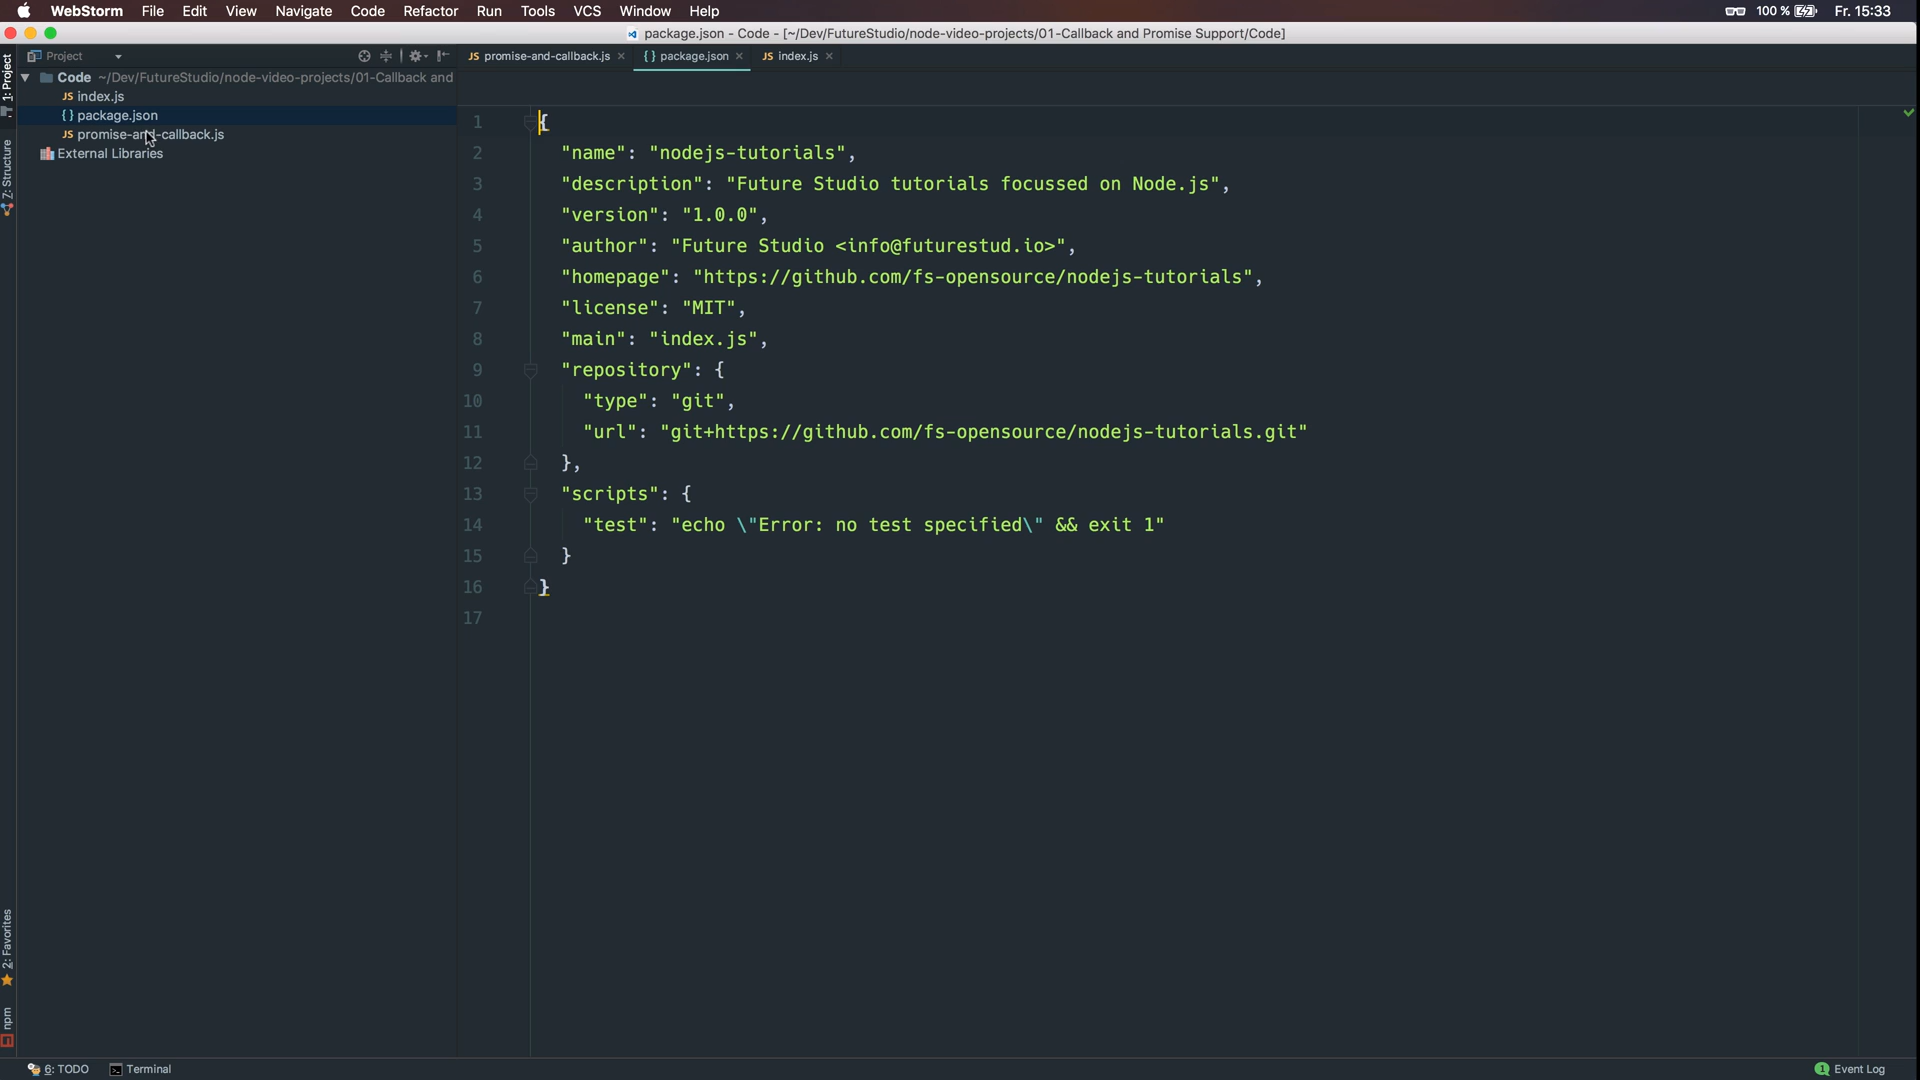 WebStorm File Edit View Navigate Code Refactor Run Tools VCS Window Help 100 % Fr. 15:33
package.json - Code - [~/Dev/FutureStudio/node-video-projects/01-Callback and Promise Support/Code]
Project
promise-and-callback.js package.json index.js
Code ~/Dev/FutureStudio/node-video-projects/01-Callback and
JS index.js
{} package.json
JS promise-and-callback.js
External Libraries
1: Project
7: Structure
2: Favorites
npm
1 {
2 "name": "nodejs-tutorials",
3 "description": "Future Studio tutorials focussed on Node.js",
4 "version": "1.0.0",
5 "author": "Future Studio <info@futurestud.io>",
6 "homepage": "https://github.com/fs-opensource/nodejs-tutorials",
7 "license": "MIT",
8 "main": "index.js",
9 "repository": {
10 "type": "git",
11 "url": "git+https://github.com/fs-opensource/nodejs-tutorials.git"
12 },
13 "scripts": {
14 "test": "echo \"Error: no test specified\" && exit 1"
15 }
16 }
17
6: TODO Terminal 1 Event Log